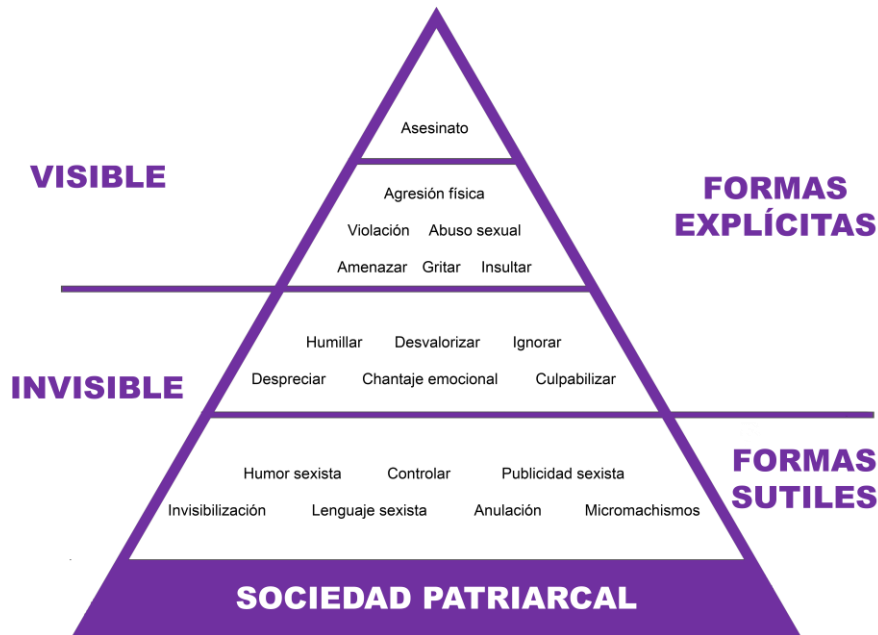 Asesinato
VISIBLE
FORMAS
EXPLÍCITAS
Agresión física
Violación Abuso sexual
Amenazar Gritar Insultar
Humillar Desvalorizar Ignorar
INVISIBLE
Despreciar Chantaje emocional Culpabilizar
FORMAS
SUTILES
Humor sexista Controlar Publicidad sexista
Invisibilización Lenguaje sexista Anulación Micromachismos
SOCIEDAD PATRIARCAL